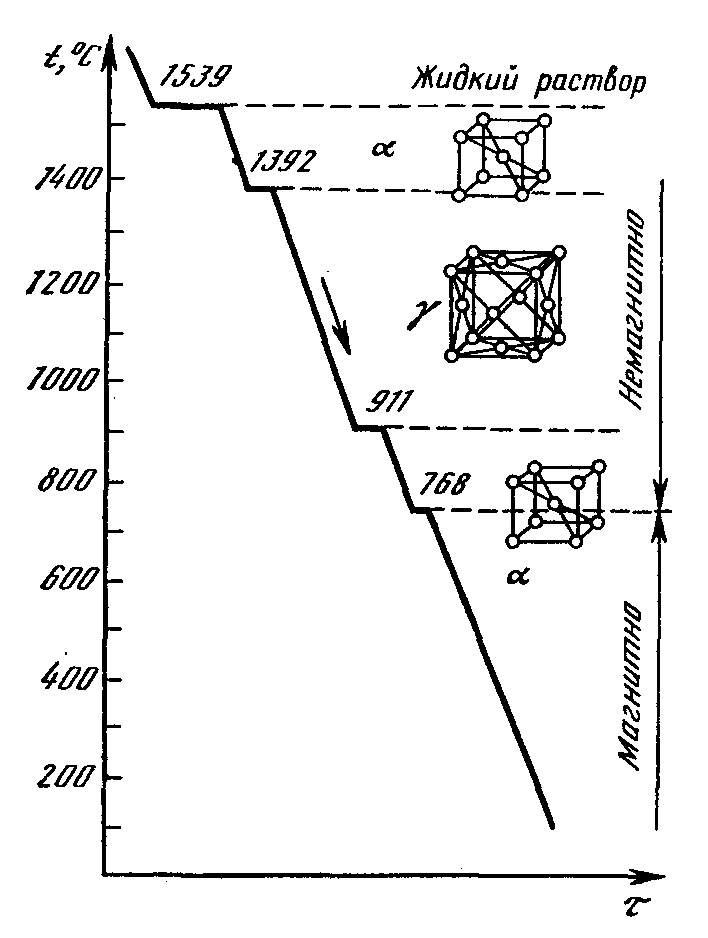 t,°C
1539
Жидкий раствор
α
1392
1400
1200
γ
Немагнитно
1000
911
800
768
α
600
Магнитно
400
200
τ